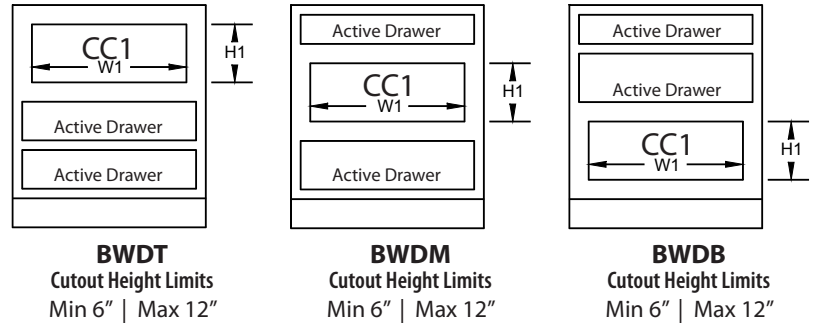 CC1
W1
H1
Active Drawer
Active Drawer
BWDT
Cutout Height Limits
Min 6” | Max 12”
Active Drawer
CC1
W1
H1
Active Drawer
BWDM
Cutout Height Limits
Min 6” | Max 12”
Active Drawer
Active Drawer
CC1
W1
H1
BWDB
Cutout Height Limits
Min 6” | Max 12”